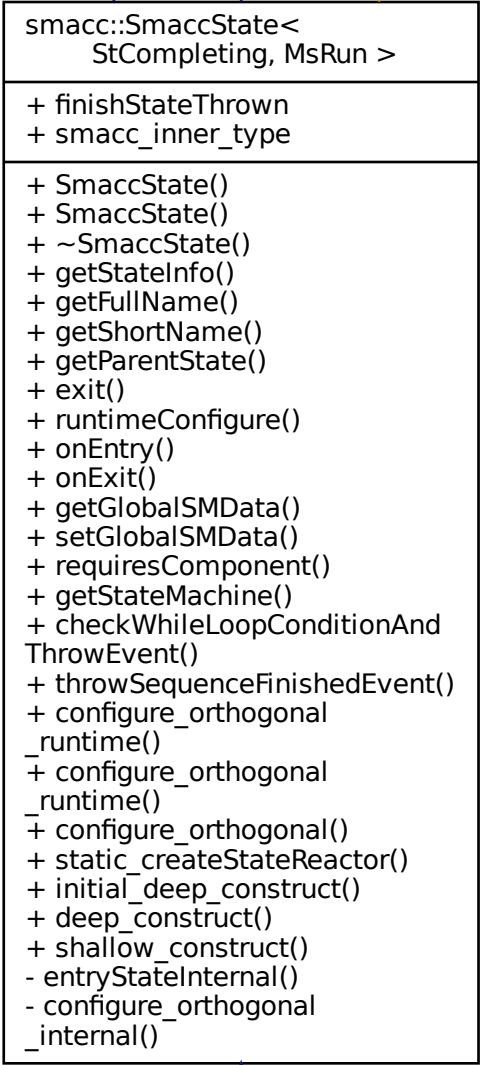 smacc::SmaccState<
StCompleting, MsRun >
+ finishStateThrown
+ smacc_inner_type
+ SmaccState()
+ SmaccState()
+ ~SmaccState()
+ getStateInfo()
+ getFullName()
+ getShortName()
+ getParentState()
+ exit()
+ runtimeConfigure()
+ onEntry()
+ onExit()
+ getGlobalSMData()
+ setGlobalSMData()
+ requiresComponent()
+ getStateMachine()
+ checkWhileLoopConditionAnd
ThrowEvent()
+ throwSequenceFinishedEvent()
+ configure_orthogonal
_runtime()
+ configure_orthogonal
_runtime()
+ configure_orthogonal()
+ static_createStateReactor()
+ initial_deep_construct()
+ deep_construct()
+ shallow_construct()
- entryStateInternal()
- configure_orthogonal
_internal()